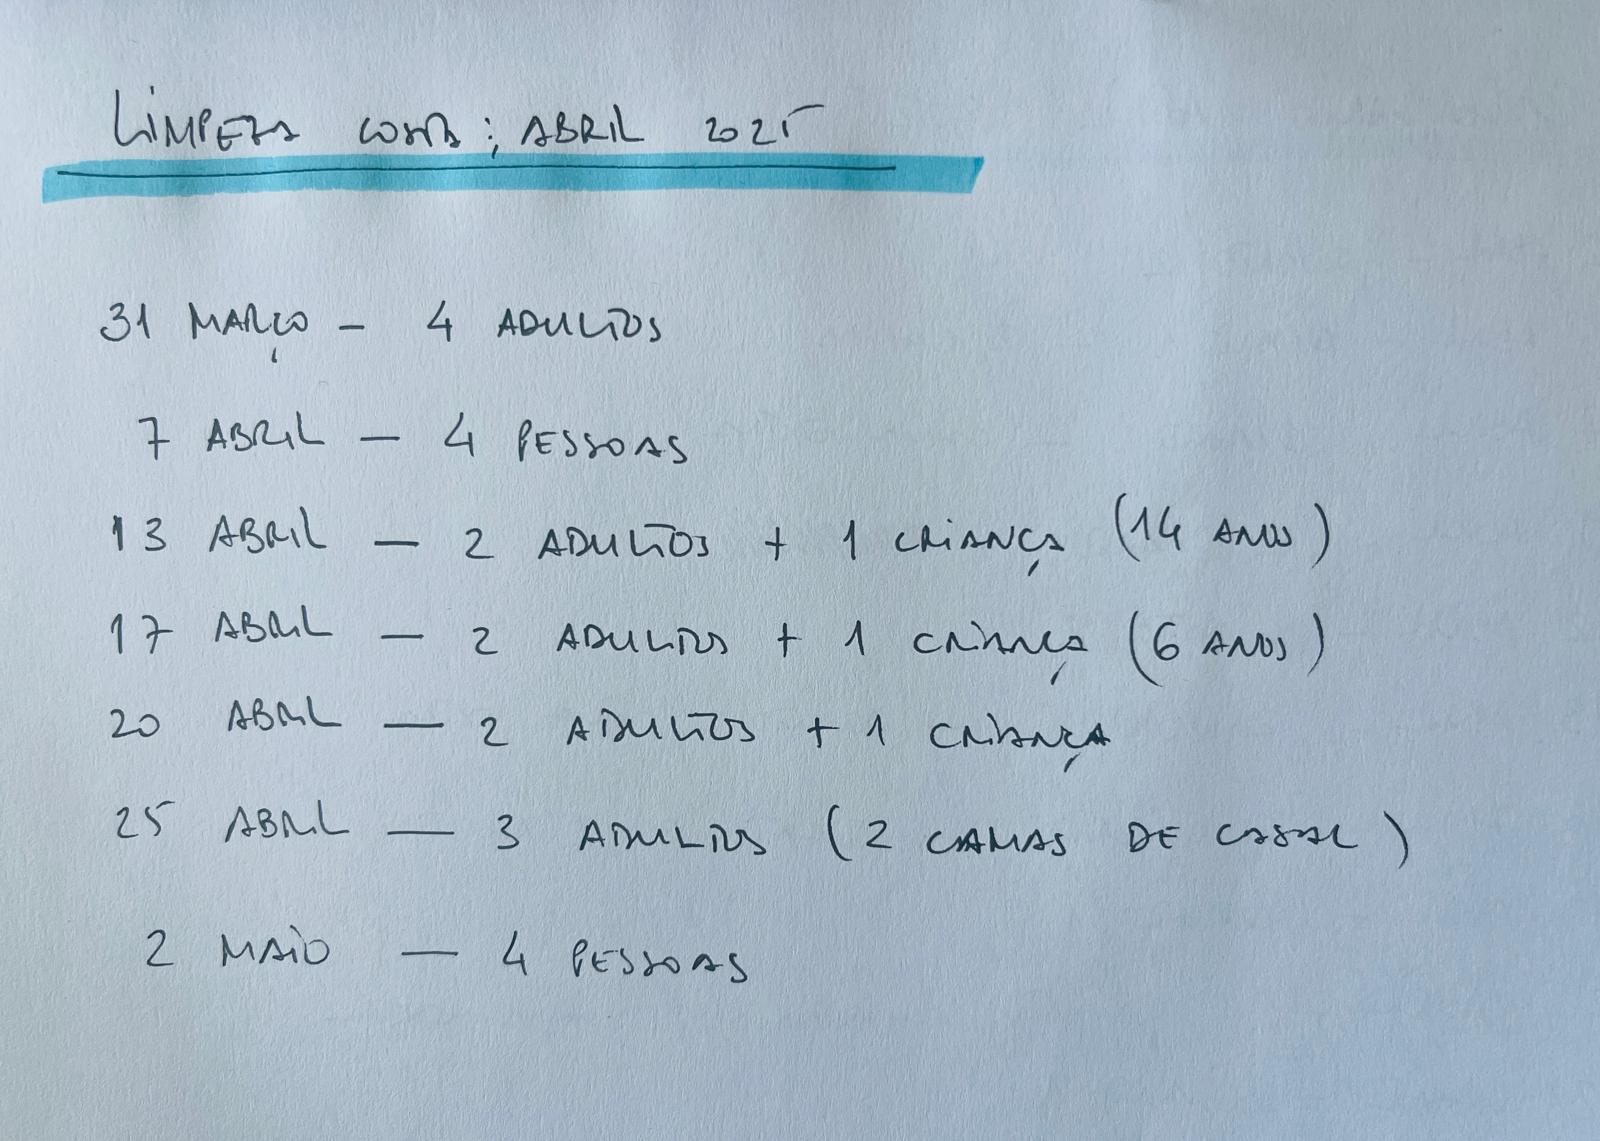 LIMPEZA COSTA: ABRIL 2025
31 MARÇO - 4 ADULTOS
7 ABRIL - 4 PESSOAS
13 ABRIL - 2 ADULTOS + 1 CRIANÇA (14 ANOS)
17 ABRIL - 2 ADULTOS + 1 CRIANÇA (6 ANOS)
20 ABRIL - 2 ADULTOS + 1 CRIANÇA
25 ABRIL - 3 ADULTOS (2 CAMAS DE CASAL)
2 MAIO - 4 PESSOAS